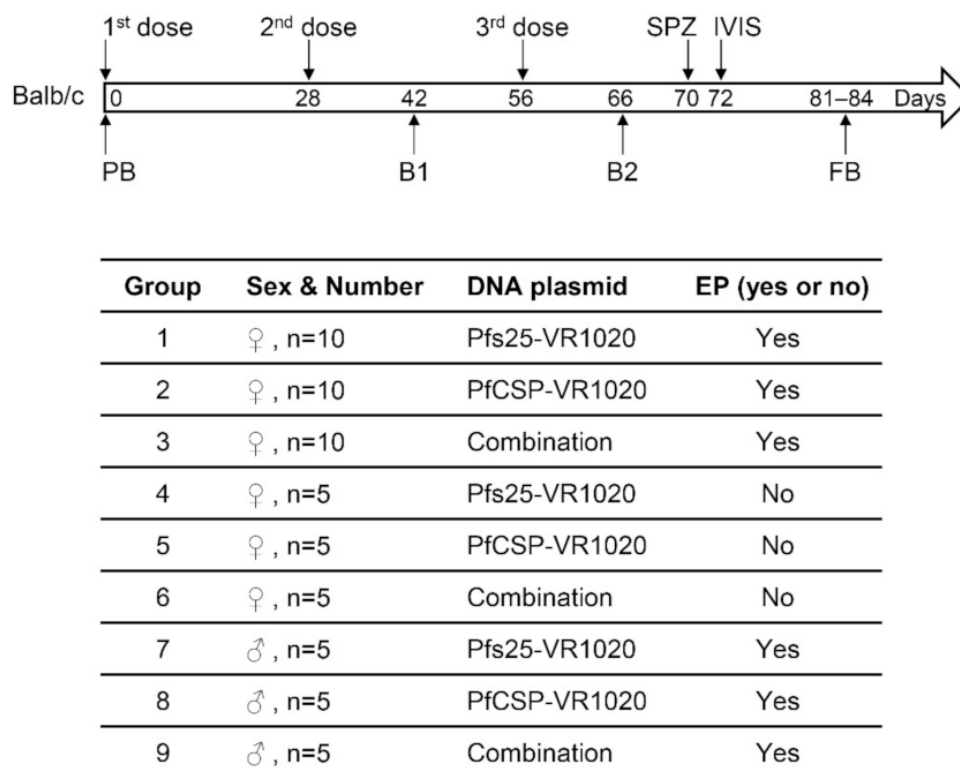 1st dose 2nd dose 3rd dose SPZ IVIS
Balb/c 0 28 42 56 66 70 72 81–84 Days
PB B1 B2 FB
Group Sex & Number DNA plasmid EP (yes or no)
1 ♀, n=10 Pfs25-VR1020 Yes
2 ♀, n=10 PfCSP-VR1020 Yes
3 ♀, n=10 Combination Yes
4 ♀, n=5 Pfs25-VR1020 No
5 ♀, n=5 PfCSP-VR1020 No
6 ♀, n=5 Combination No
7 ♂, n=5 Pfs25-VR1020 Yes
8 ♂, n=5 PfCSP-VR1020 Yes
9 ♂, n=5 Combination Yes